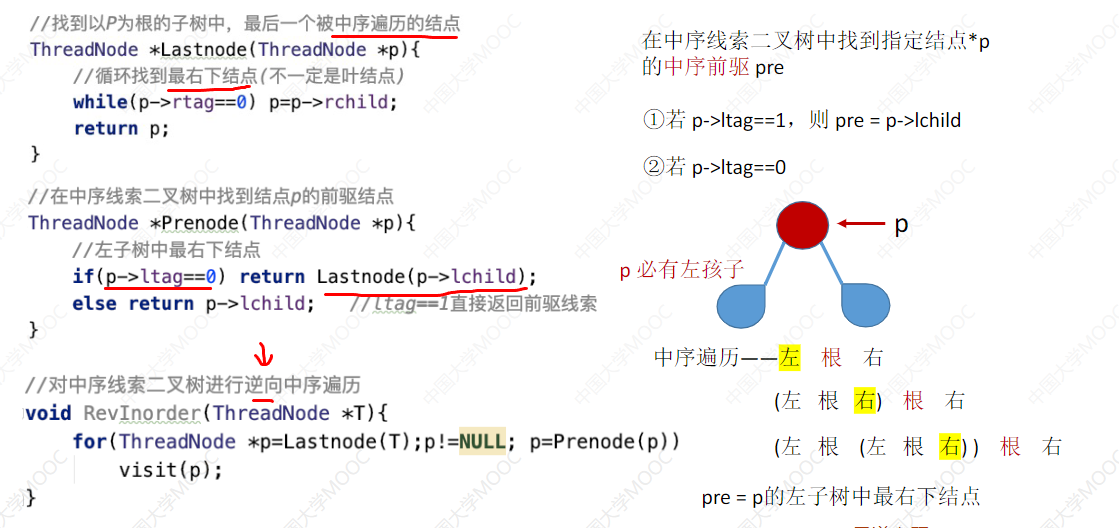 //找到以P为根的子树中，最后一个被中序遍历的结点
ThreadNode *Lastnode(ThreadNode *p){
//循环找到最右下结点(不一定是叶结点)
while(p->rtag==0) p=p->rchild;
return p;
}
//在中序线索二叉树中找到结点p的前驱结点
ThreadNode *Prenode(ThreadNode *p){
//左子树中最右下结点
if(p->ltag==0) return Lastnode(p->lchild);
else return p->lchild; //ltag==1直接返回前驱线索
}
//对中序线索二叉树进行逆向中序遍历
void RevInorder(ThreadNode *T){
for(ThreadNode *p=Lastnode(T);p!=NULL; p=Prenode(p))
visit(p);
}
在中序线索二叉树中找到指定结点*p
的中序前驱 pre
①若 p->ltag==1，则 pre = p->lchild
②若 p->ltag==0
p
p 必有左孩子
中序遍历——左 根 右
(左 根 右) 根 右
(左 根 (左 根 右) ) 根 右
pre = p的左子树中最右下结点
中国大学MOOC